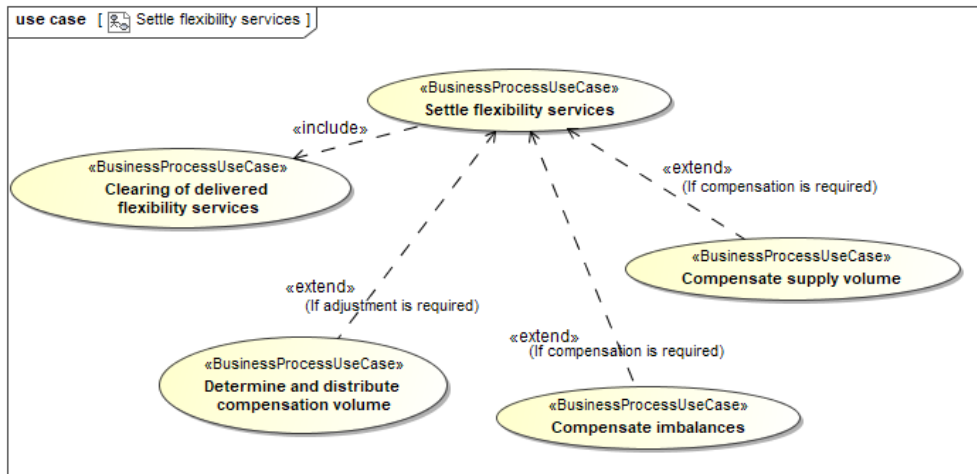 use case [ Settle flexibility services ]
«BusinessProcessUseCase»
Settle flexibility services
«include»
«BusinessProcessUseCase»
Clearing of delivered
flexibility services
«extend»
(If compensation is required)
«BusinessProcessUseCase»
Compensate supply volume
«extend»
(If adjustment is required)
«extend»
(If compensation is required)
«BusinessProcessUseCase»
Determine and distribute
compensation volume
«BusinessProcessUseCase»
Compensate imbalances